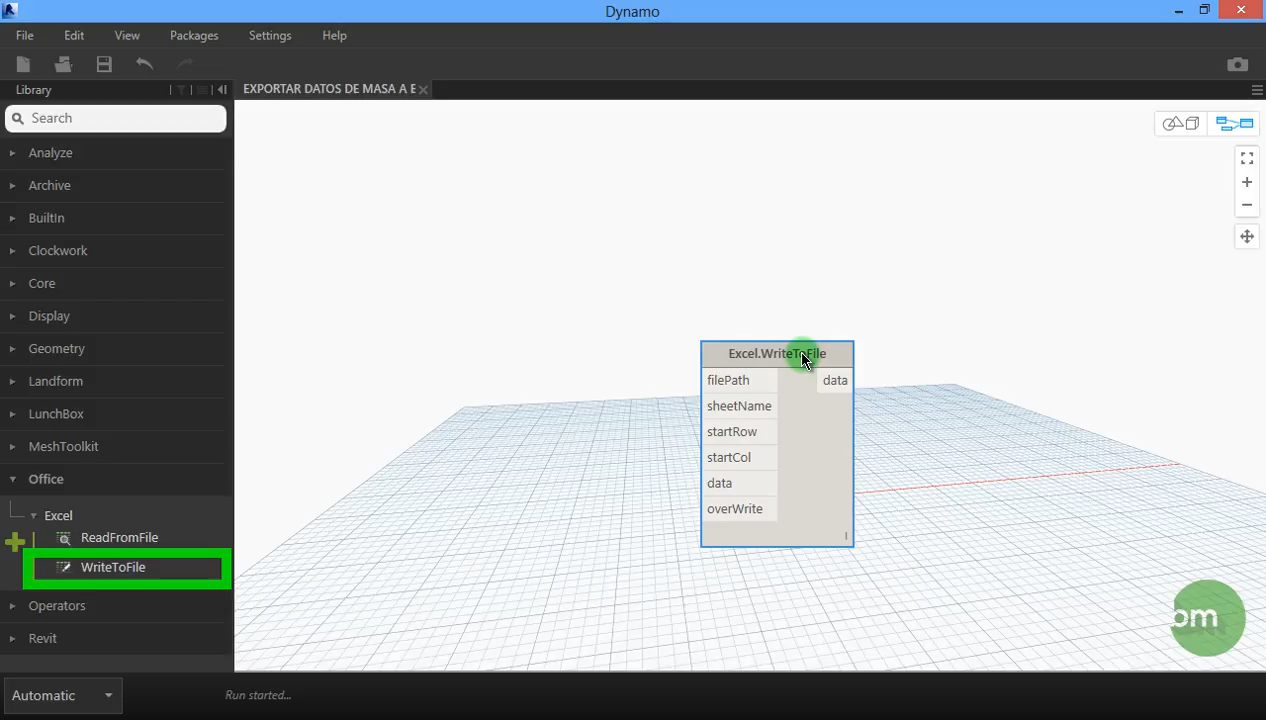 Dynamo
File Edit View Packages Settings Help
Library
EXPORTAR DATOS DE MASA A E
Search
Analyze
Archive
BuiltIn
Clockwork
Core
Display
Geometry
Landform
LunchBox
MeshToolkit
Office
Excel
ReadFromFile
WriteToFile
Operators
Revit
Excel.WriteToFile
filePath data
sheetName
startRow
startCol
data
overWrite
om
Automatic
Run started...